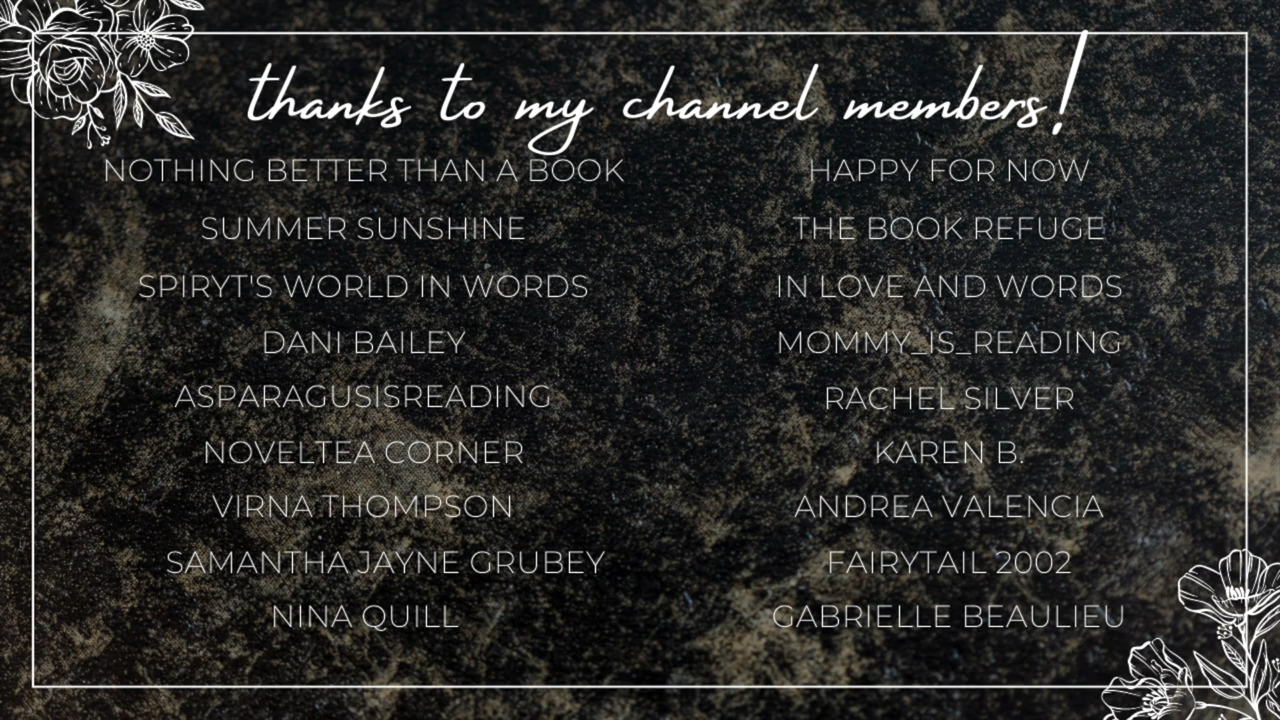 thanks to my channel members!
NOTHING BETTER THAN A BOOK
SUMMER SUNSHINE
SPIRYT'S WORLD IN WORDS
DANI BAILEY
ASPARAGUSISREADING
NOVELTEA CORNER
VIRNA THOMPSON
SAMANTHA JAYNE GRUBEY
NINA QUILL
HAPPY FOR NOW
THE BOOK REFUGE
IN LOVE AND WORDS
MOMMY_IS_READING
RACHEL SILVER
KAREN B.
ANDREA VALENCIA
FAIRYTAIL 2002
GABRIELLE BEAULIEU